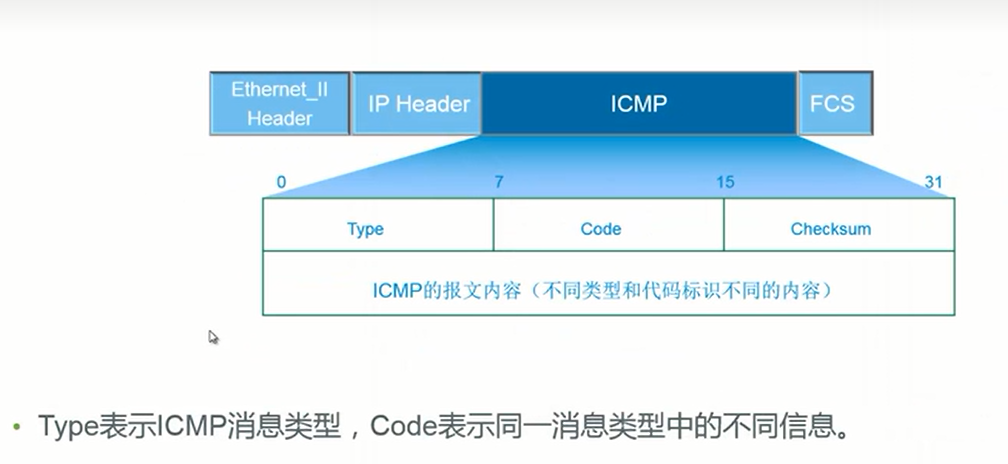 Ethernet_II
Header
IP Header
ICMP
FCS
0 7 15 31
Type Code Checksum
ICMP的报文内容（不同类型和代码标识不同的内容）
• Type表示ICMP消息类型，Code表示同一消息类型中的不同信息。